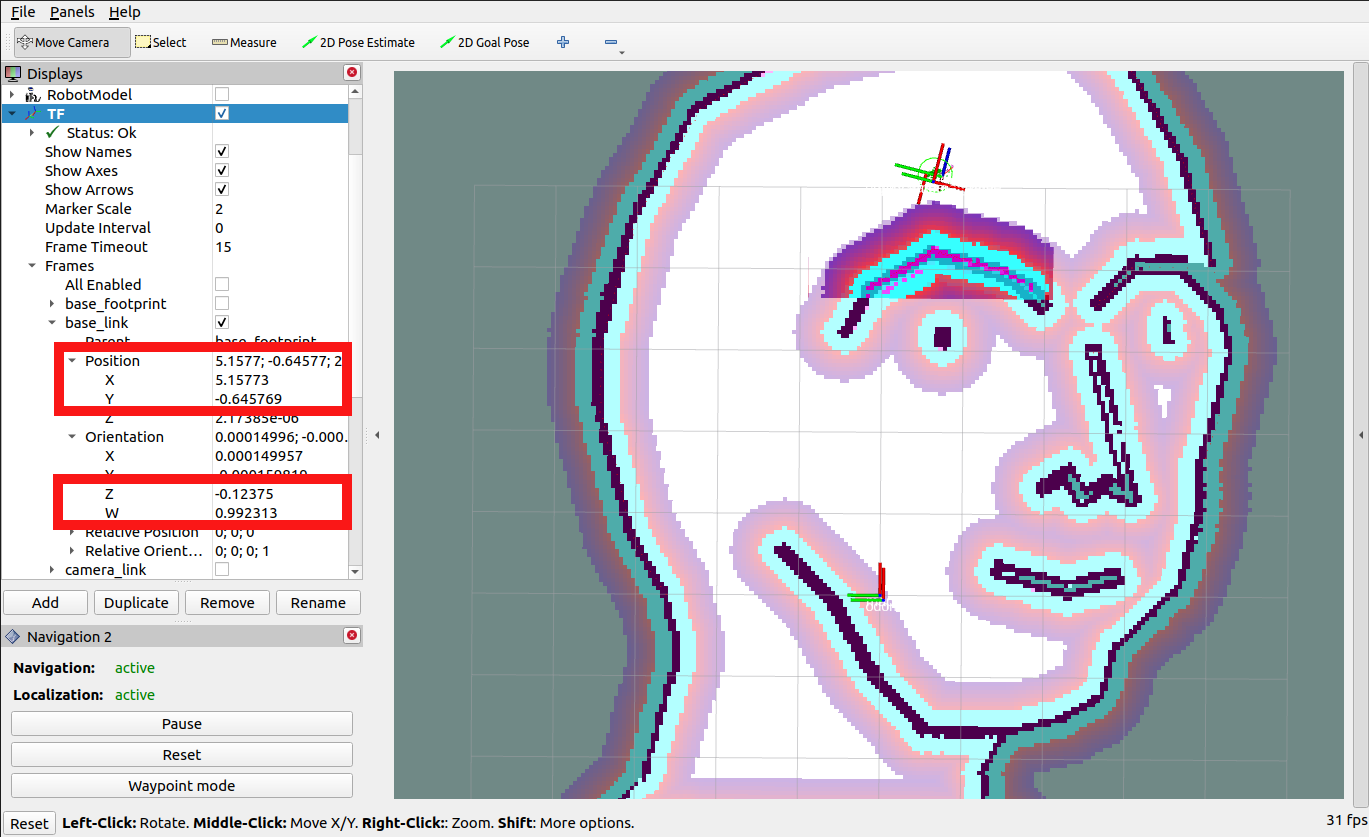 File Panels Help
Move Camera Select Measure 2D Pose Estimate 2D Goal Pose
Displays
RobotModel
TF
Status: Ok
Show Names
Show Axes
Show Arrows
Marker Scale 2
Update Interval 0
Frame Timeout 15
Frames
All Enabled
base_footprint
base_link
Parent base_footprint
Position 5.1577; -0.64577; 2
X 5.15773
Y -0.645769
Z 2.17385e-06
Orientation 0.00014996; -0.000...
X 0.000149957
Y -0.000159819
Z -0.12375
W 0.992313
Relative Position 0; 0; 0
Relative Orient... 0; 0; 0; 1
camera_link
Add Duplicate Remove Rename
Navigation 2
Navigation: active
Localization: active
Pause
Reset
Waypoint mode
Reset Left-Click: Rotate. Middle-Click: Move X/Y. Right-Click:: Zoom. Shift: More options. 31 fps
odom